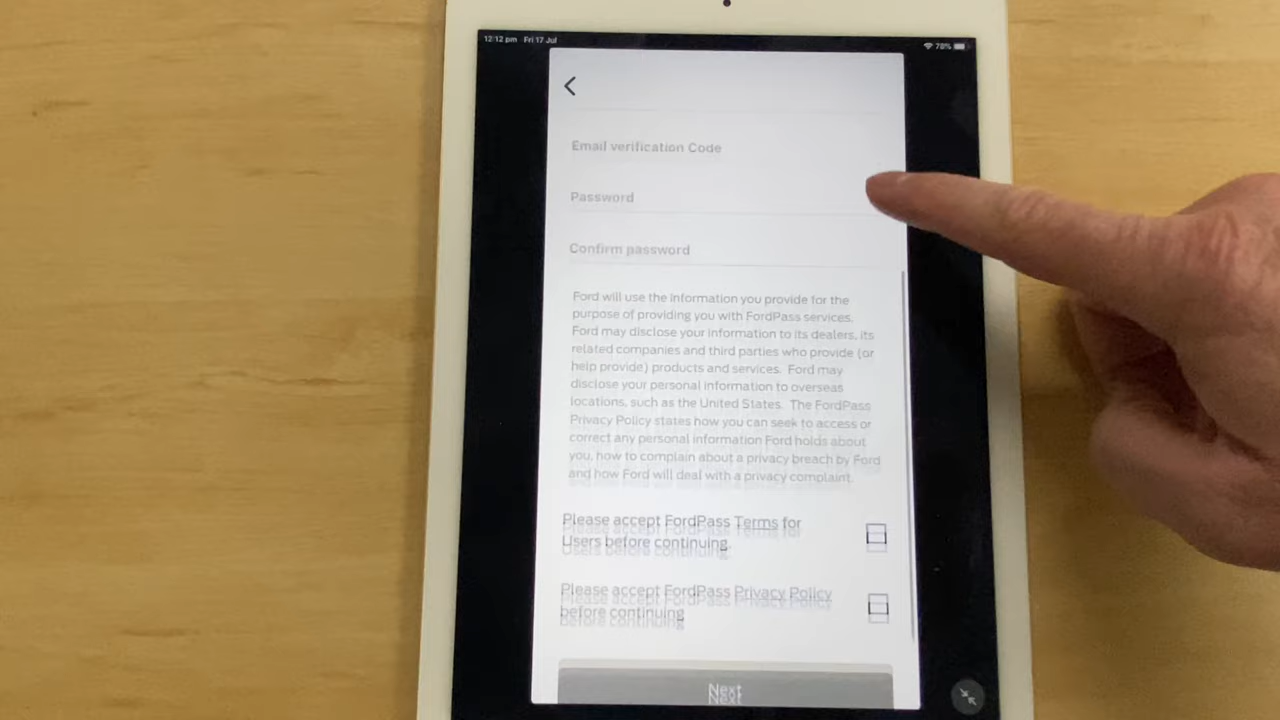 12:12 pm Fri 17 Jul
78%
Email verification Code
Password
Confirm password
Ford will use the information you provide for the
purpose of providing you with FordPass services.
Ford may disclose your information to its dealers, its
related companies and third parties who provide (or
help provide) products and services. Ford may
disclose your personal information to overseas
locations, such as the United States. The FordPass
Privacy Policy states how you can seek to access or
correct any personal information Ford holds about
you, how to complain about a privacy breach by Ford
and how Ford will deal with a privacy complaint.
Please accept FordPass Terms for
Users before continuing.
Please accept FordPass Privacy Policy
before continuing
Next